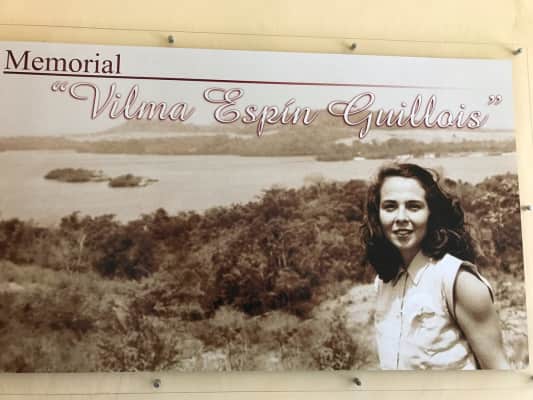 Memorial
“Vilma Espín Guillois”